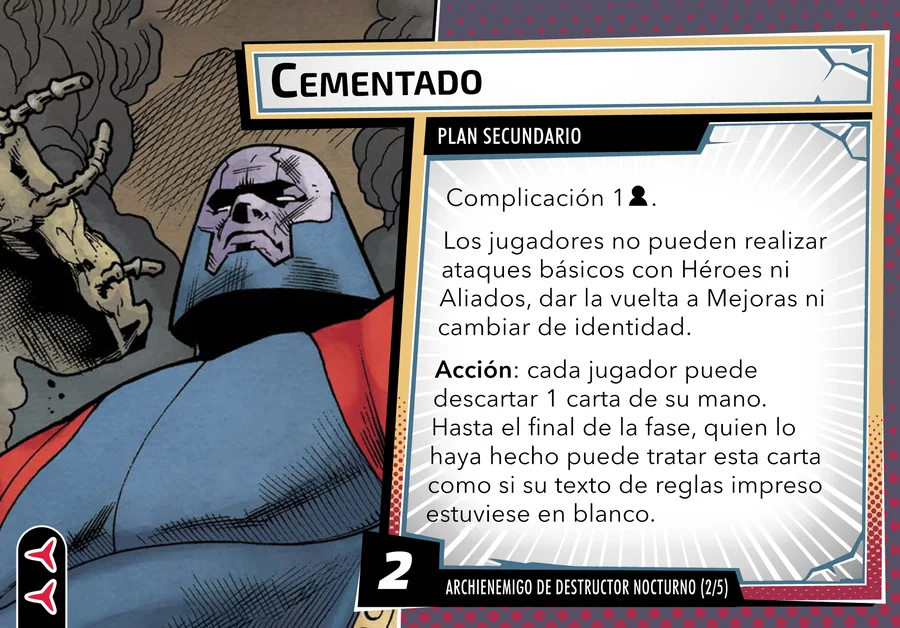 CEMENTADO
PLAN SECUNDARIO
Complicación 1.
Los jugadores no pueden realizar
ataques básicos con Héroes ni
Aliados, dar la vuelta a Mejoras ni
cambiar de identidad.
Acción: cada jugador puede
descartar 1 carta de su mano.
Hasta el final de la fase, quien lo
haya hecho puede tratar esta carta
como si su texto de reglas impreso
estuviese en blanco.
2
ARCHIENEMIGO DE DESTRUCTOR NOCTURNO (2/5)